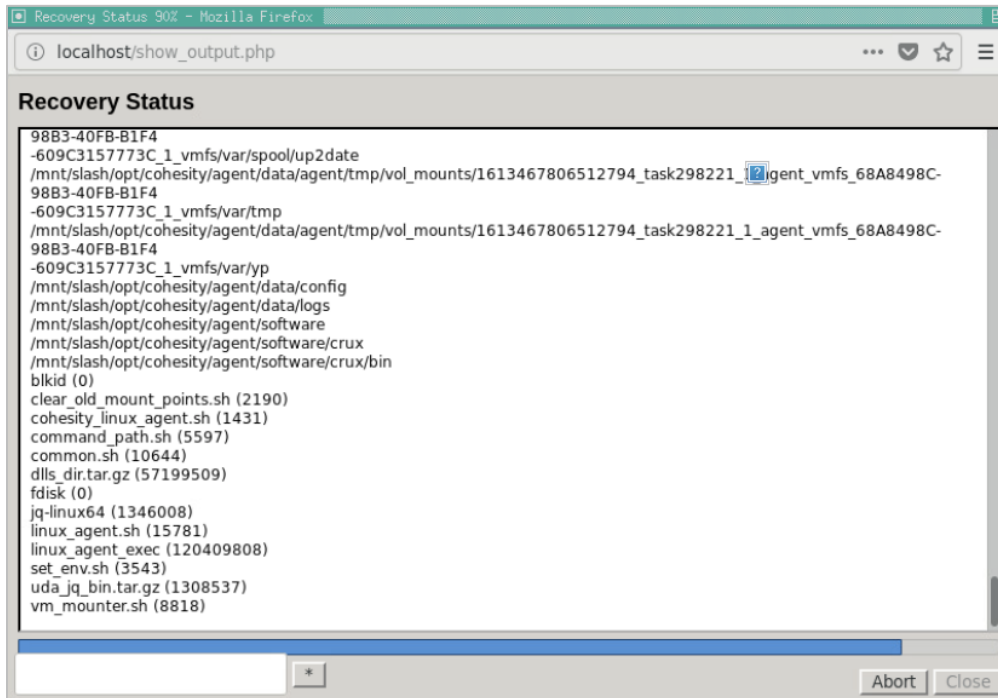 Recovery Status 90% - Mozilla Firefox
localhost/show_output.php
Recovery Status
98B3-40FB-B1F4
-609C3157773C_1_vmfs/var/spool/up2date
/mnt/slash/opt/cohesity/agent/data/agent/tmp/vol_mounts/1613467806512794_task298221_1_agent_vmfs_68A8498C-
98B3-40FB-B1F4
-609C3157773C_1_vmfs/var/tmp
/mnt/slash/opt/cohesity/agent/data/agent/tmp/vol_mounts/1613467806512794_task298221_1_agent_vmfs_68A8498C-
98B3-40FB-B1F4
-609C3157773C_1_vmfs/var/yp
/mnt/slash/opt/cohesity/agent/data/config
/mnt/slash/opt/cohesity/agent/data/logs
/mnt/slash/opt/cohesity/agent/software
/mnt/slash/opt/cohesity/agent/software/crux
/mnt/slash/opt/cohesity/agent/software/crux/bin
blkid (0)
clear_old_mount_points.sh (2190)
cohesity_linux_agent.sh (1431)
command_path.sh (5597)
common.sh (10644)
dlls_dir.tar.gz (57199509)
fdisk (0)
jq-linux64 (1346008)
linux_agent.sh (15781)
linux_agent_exec (120409808)
set_env.sh (3543)
uda_jq_bin.tar.gz (1308537)
vm_mounter.sh (8818)
*
Abort Close